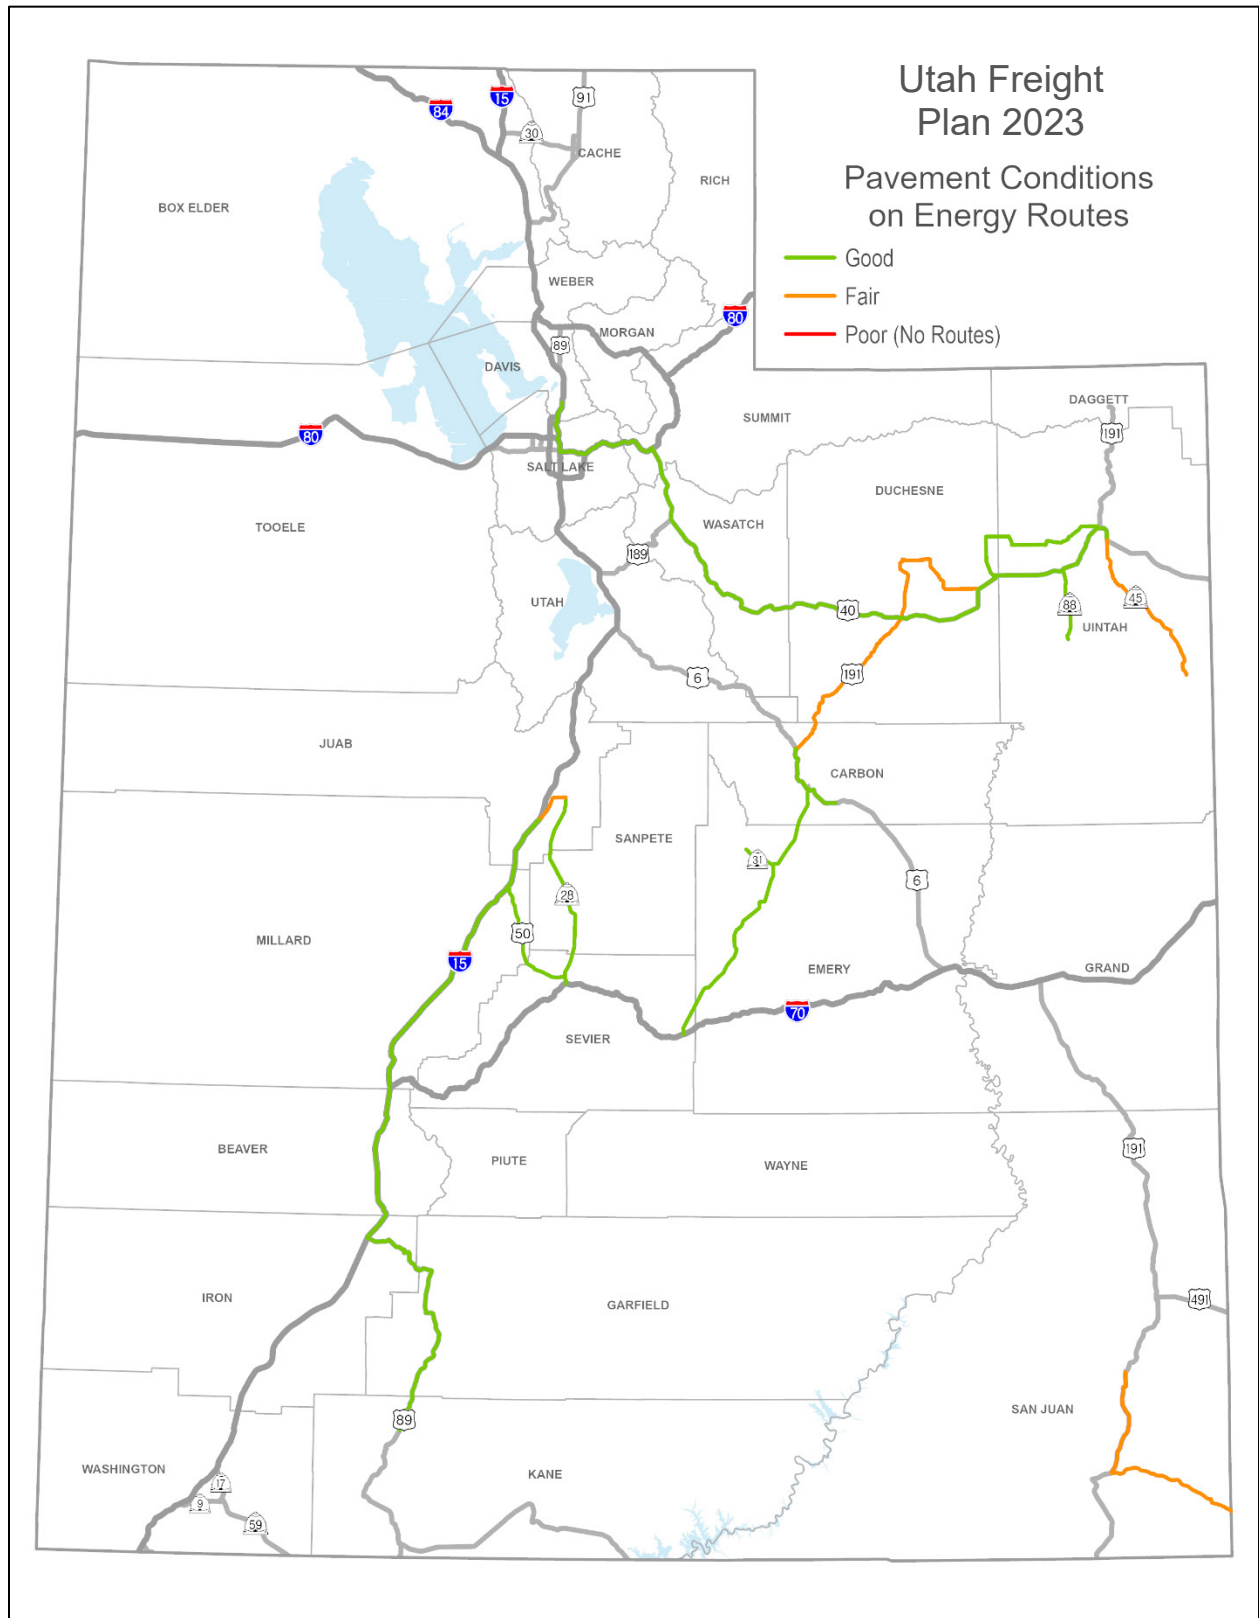 Utah Freight
Plan 2023
Pavement Conditions
on Energy Routes
Good
Fair
Poor (No Routes)
84
15
91
30
CACHE
RICH
BOX ELDER
WEBER
80
MORGAN
89
DAVIS
DAGGETT
SUMMIT
80
191
SALT LAKE
DUCHESNE
TOOELE
WASATCH
189
UTAH
40
88
45
UINTAH
6
191
JUAB
CARBON
SANPETE
31
28
6
50
MILLARD
15
EMERY
GRAND
70
SEVIER
BEAVER
191
PIUTE
WAYNE
IRON
GARFIELD
491
89
SAN JUAN
WASHINGTON
KANE
17
9
59